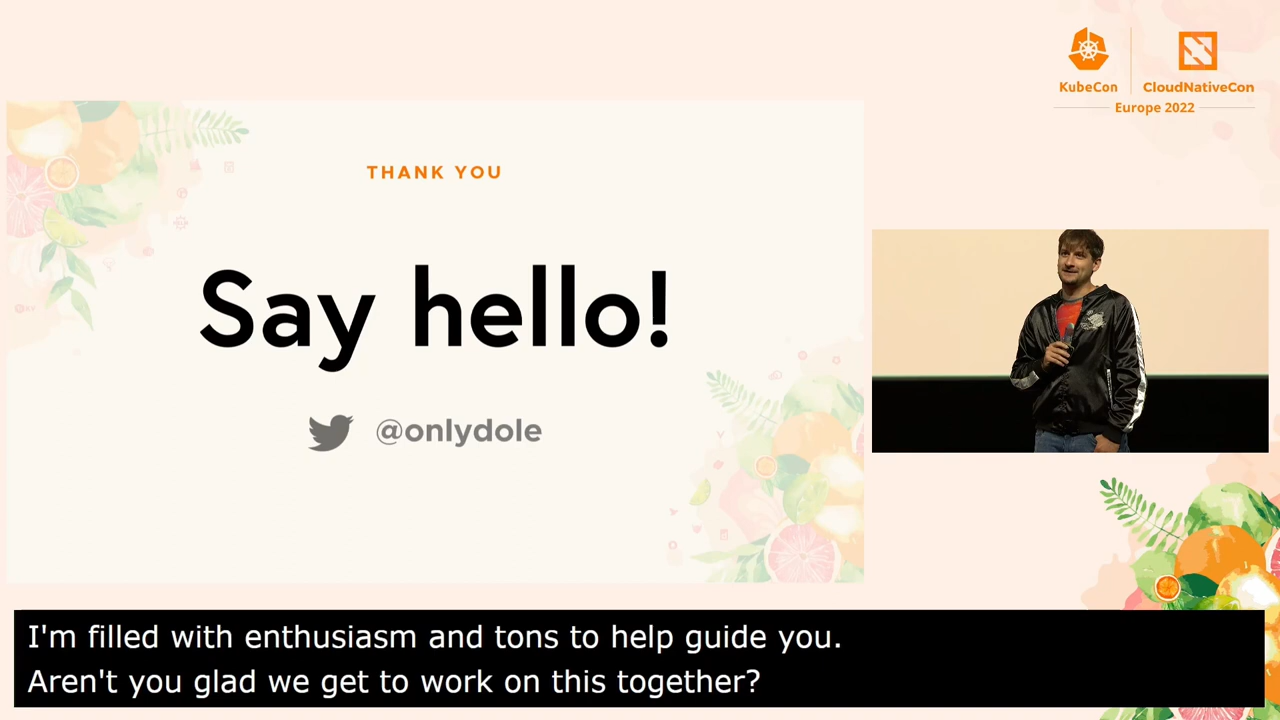 KubeCon
CloudNativeCon
Europe 2022
THANK YOU
Say hello!
@onlydole
I'm filled with enthusiasm and tons to help guide you.
Aren't you glad we get to work on this together?